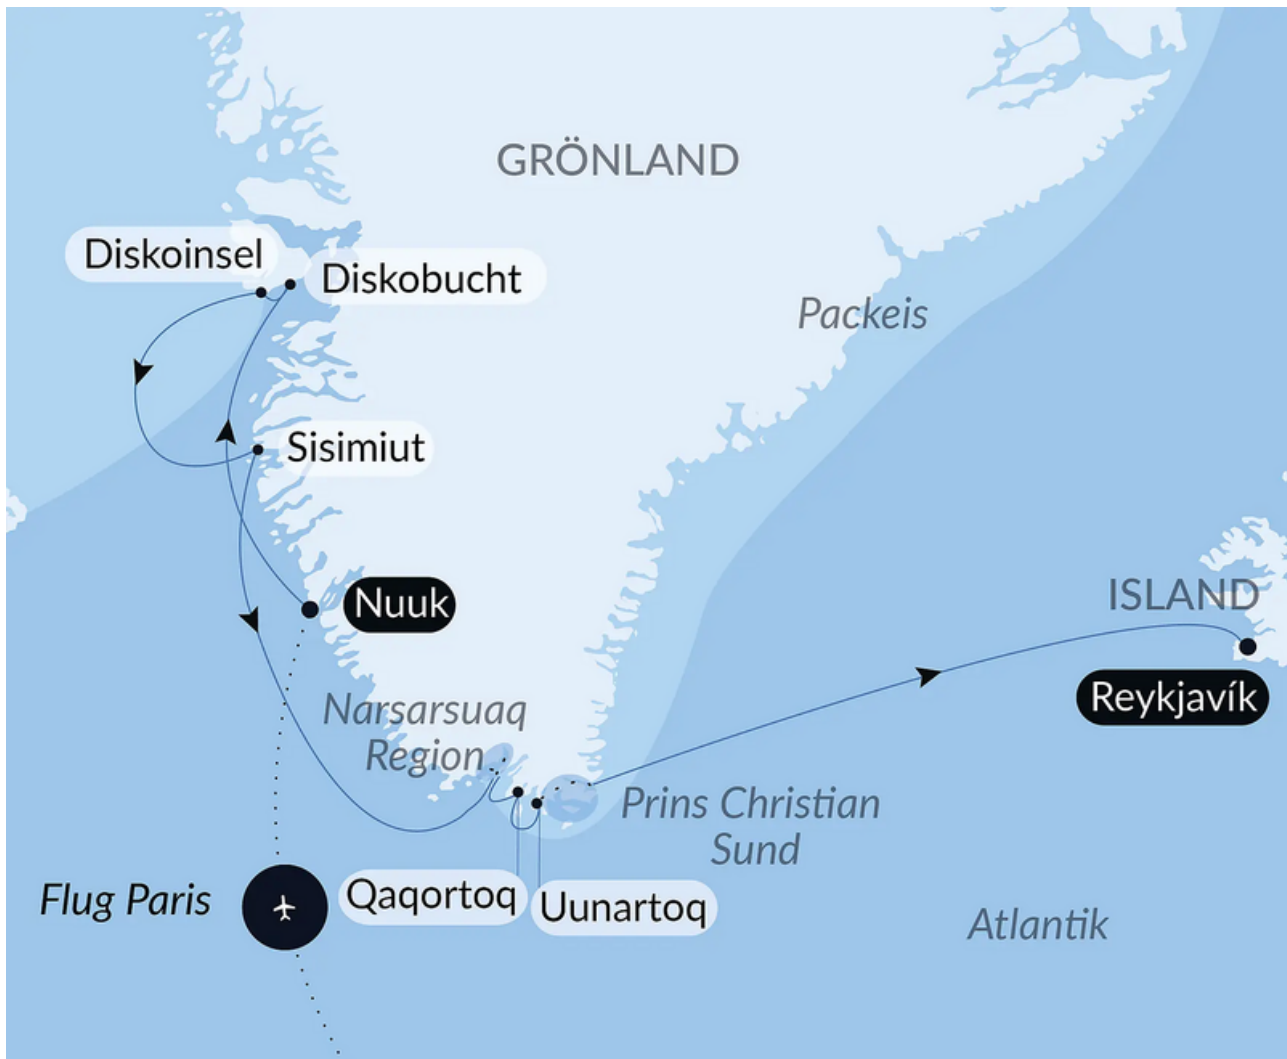 GRÖNLAND
Diskoinsel
Diskobucht
Packeis
Sisimiut
Nuuk
ISLAND
Reykjavík
Narsarsuaq
Region
Prins Christian
Sund
Flug Paris
Qaqortoq
Uunartoq
Atlantik